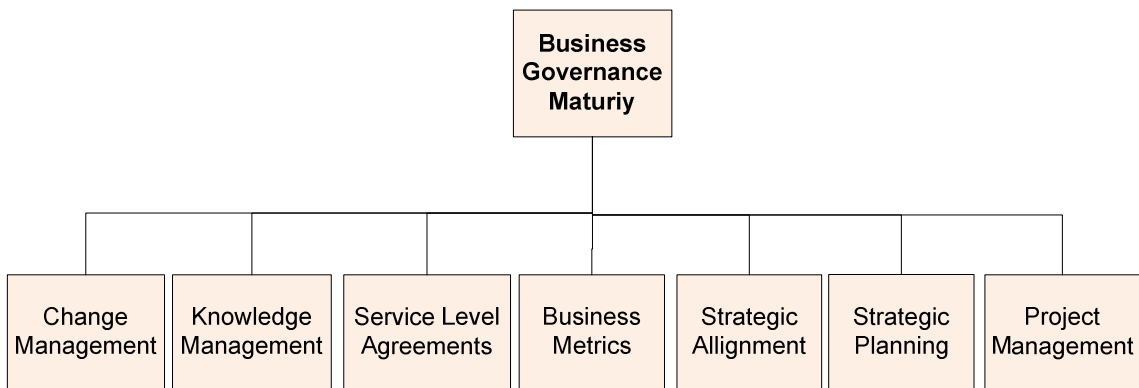 Business
Governance
Maturiy
Change
Management
Knowledge
Management
Service Level
Agreements
Business
Metrics
Strategic
Allignment
Strategic
Planning
Project
Management